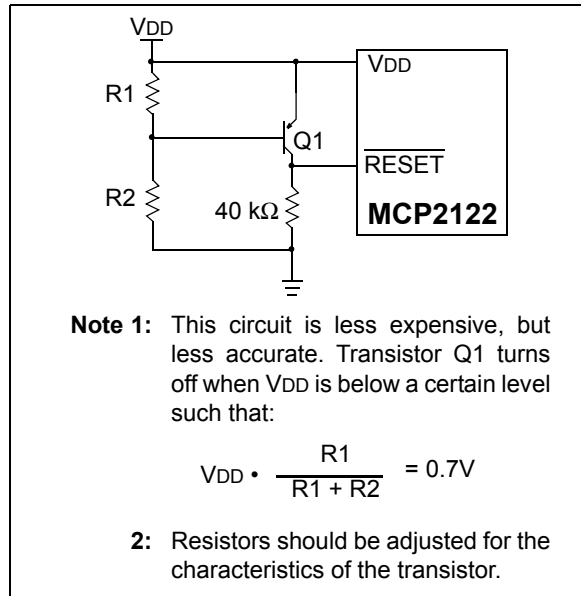 VDD
R1
R2
Q1
40 kΩ
VDD
RESET
MCP2122
Note 1: This circuit is less expensive, but
less accurate. Transistor Q1 turns
off when VDD is below a certain level
such that:
VDD • R1 / R1 + R2 = 0.7V
2: Resistors should be adjusted for the
characteristics of the transistor.